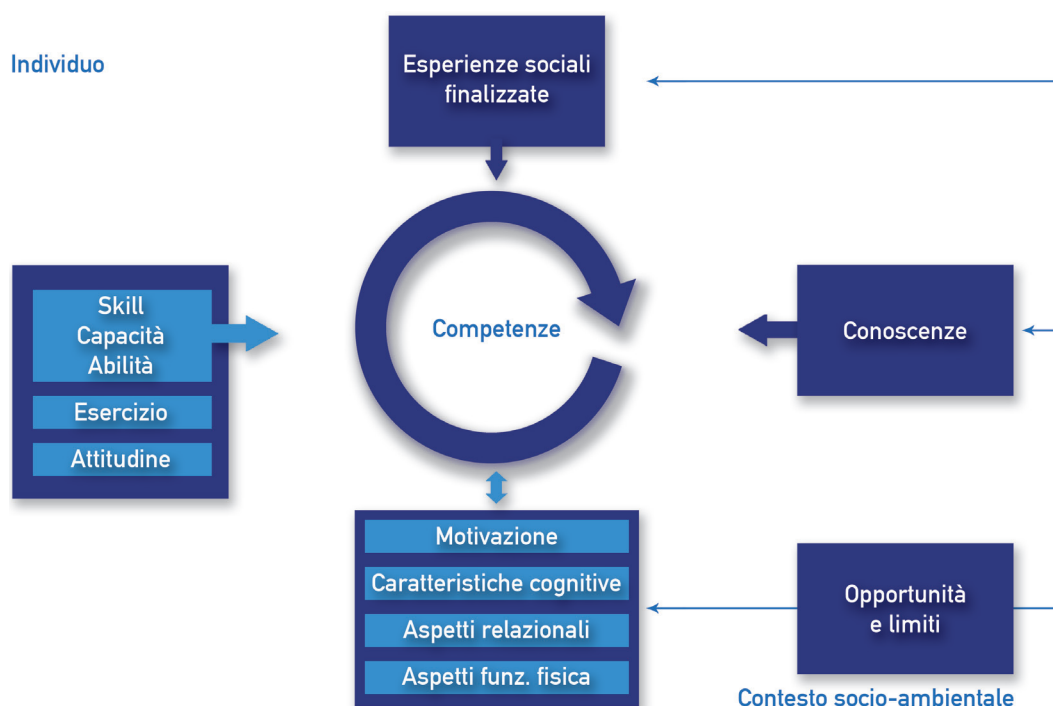 Individuo
Esperienze sociali
finalizzate
Skill
Capacità
Abilità
Esercizio
Attitudine
Competenze
Conoscenze
Motivazione
Caratteristiche cognitive
Aspetti relazionali
Aspetti funz. fisica
Opportunità
e limiti
Contesto socio-ambientale